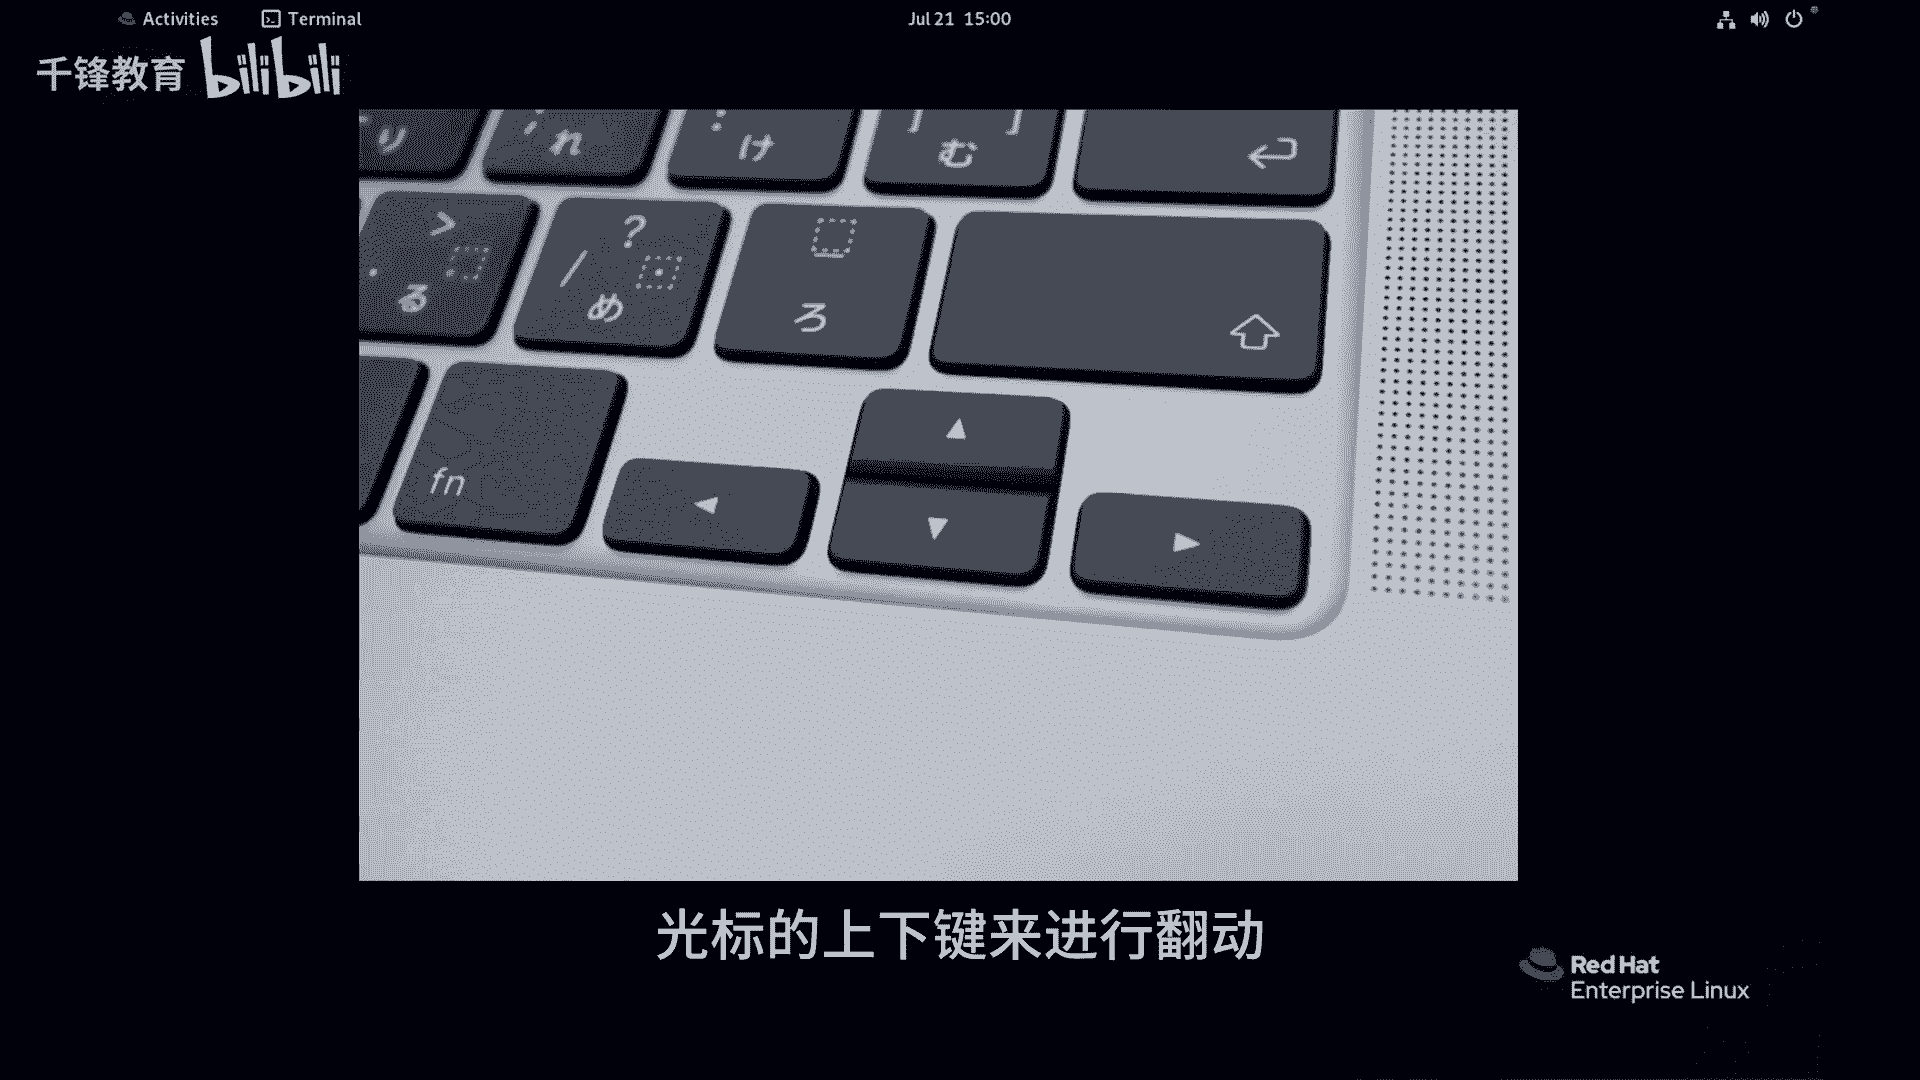 Activities Terminal Jul 21 15:00
千锋教育 bilibili
り ; れ : け ] } む
> . る ? / め ろ
fn
光标的上下键来进行翻动
Red Hat
Enterprise Linux